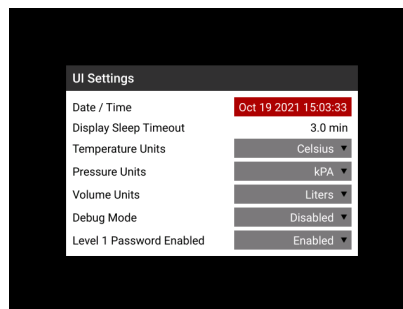 UI Settings
Date / Time Oct 19 2021 15:03:33
Display Sleep Timeout 3.0 min
Temperature Units Celsius
Pressure Units kPA
Volume Units Liters
Debug Mode Disabled
Level 1 Password Enabled Enabled